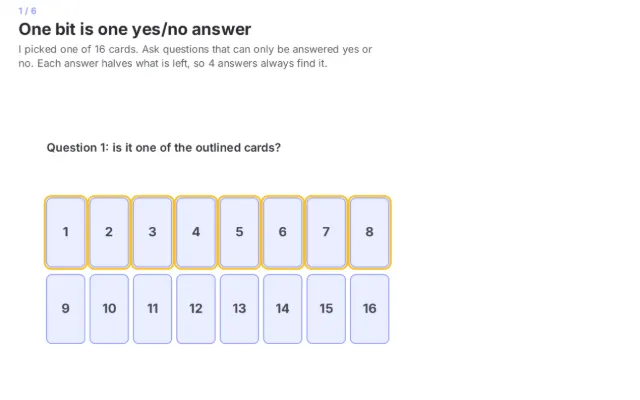 1 / 6
One bit is one yes/no answer
I picked one of 16 cards. Ask questions that can only be answered yes or
no. Each answer halves what is left, so 4 answers always find it.
Question 1: is it one of the outlined cards?
1 2 3 4 5 6 7 8
9 10 11 12 13 14 15 16